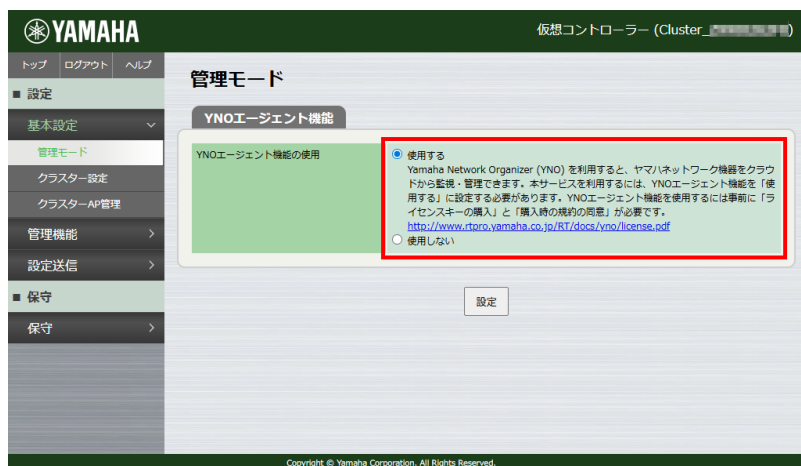 YAMAHA
仮想コントローラー (Cluster_
トップ ログアウト ヘルプ
■ 設定
基本設定
管理モード
クラスター設定
クラスターAP管理
管理機能
設定送信
■ 保守
保守
管理モード
YNOエージェント機能
YNOエージェント機能の使用
使用する
Yamaha Network Organizer (YNO) を利用すると、ヤマハネットワーク機器をクラウ
ドから監視・管理できます。本サービスを利用するには、YNOエージェント機能を「使
用する」に設定する必要があります。YNOエージェント機能を使用するには事前に「ラ
イセンスキーの購入」と「購入時の規約の同意」が必要です。
http://www.rtpro.yamaha.co.jp/RT/docs/yno/license.pdf
使用しない
設定
Copyright © Yamaha Corporation. All Rights Reserved.